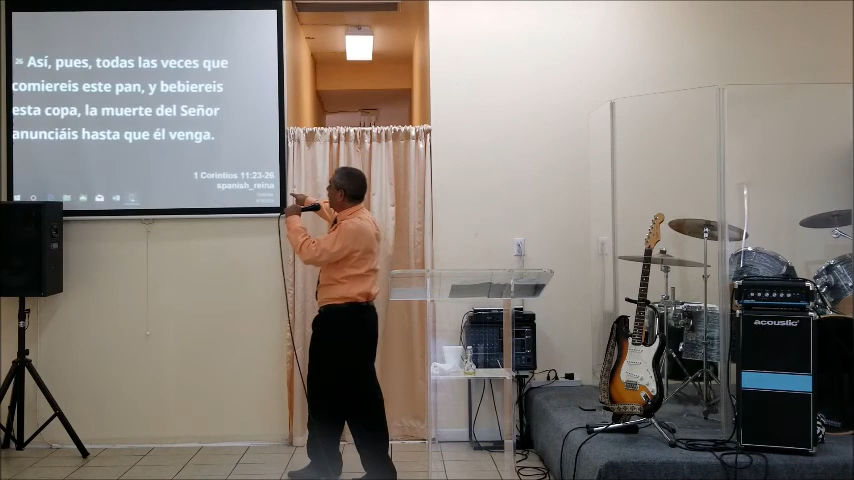 26 Así, pues, todas las veces que
comiereis este pan, y bebiereis
esta copa, la muerte del Señor
anunciáis hasta que él venga.
1 Corintios 11:23-26
spanish_reina
acoustic